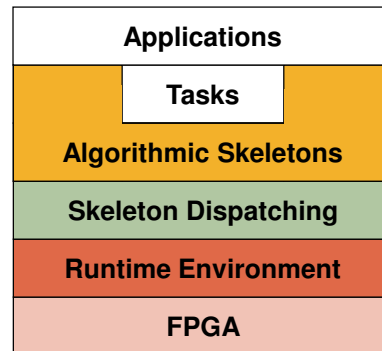 Applications
Tasks
Algorithmic Skeletons
Skeleton Dispatching
Runtime Environment
FPGA